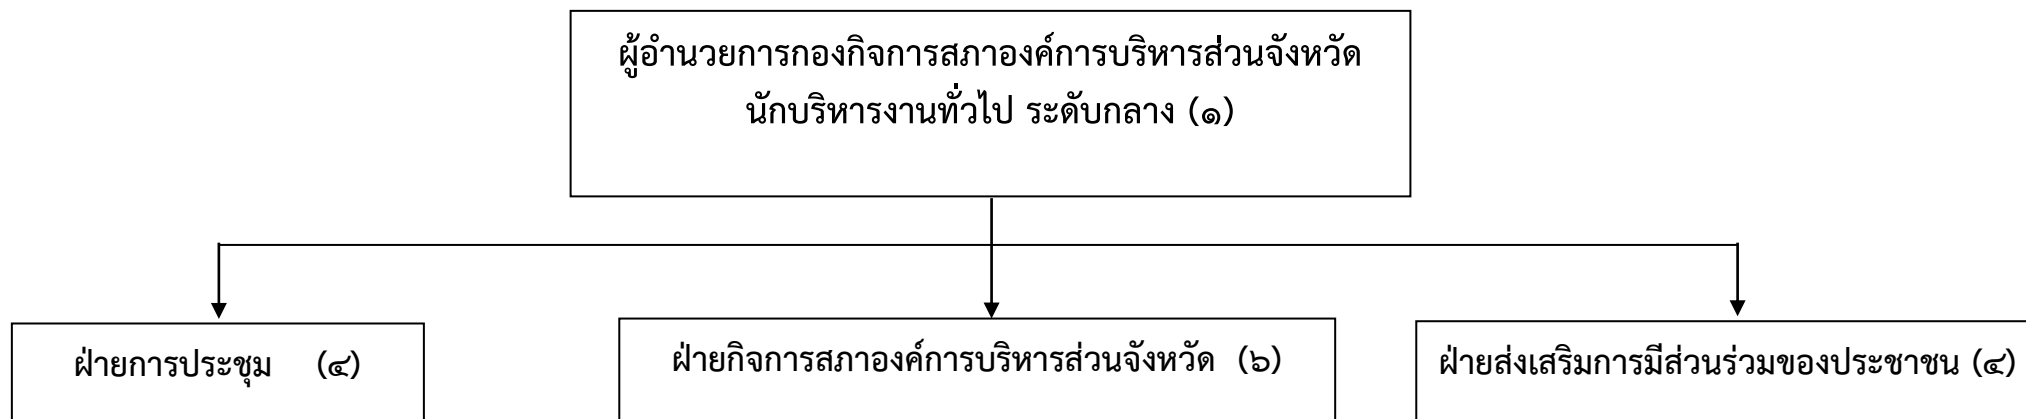 ผู้อำนวยการกองกิจการสภาองค์การบริหารส่วนจังหวัด
นักบริหารงานทั่วไป ระดับกลาง (๑)
ฝ่ายการประชุม (๔)
ฝ่ายกิจการสภาองค์การบริหารส่วนจังหวัด (๖)
ฝ่ายส่งเสริมการมีส่วนร่วมของประชาชน (๔)